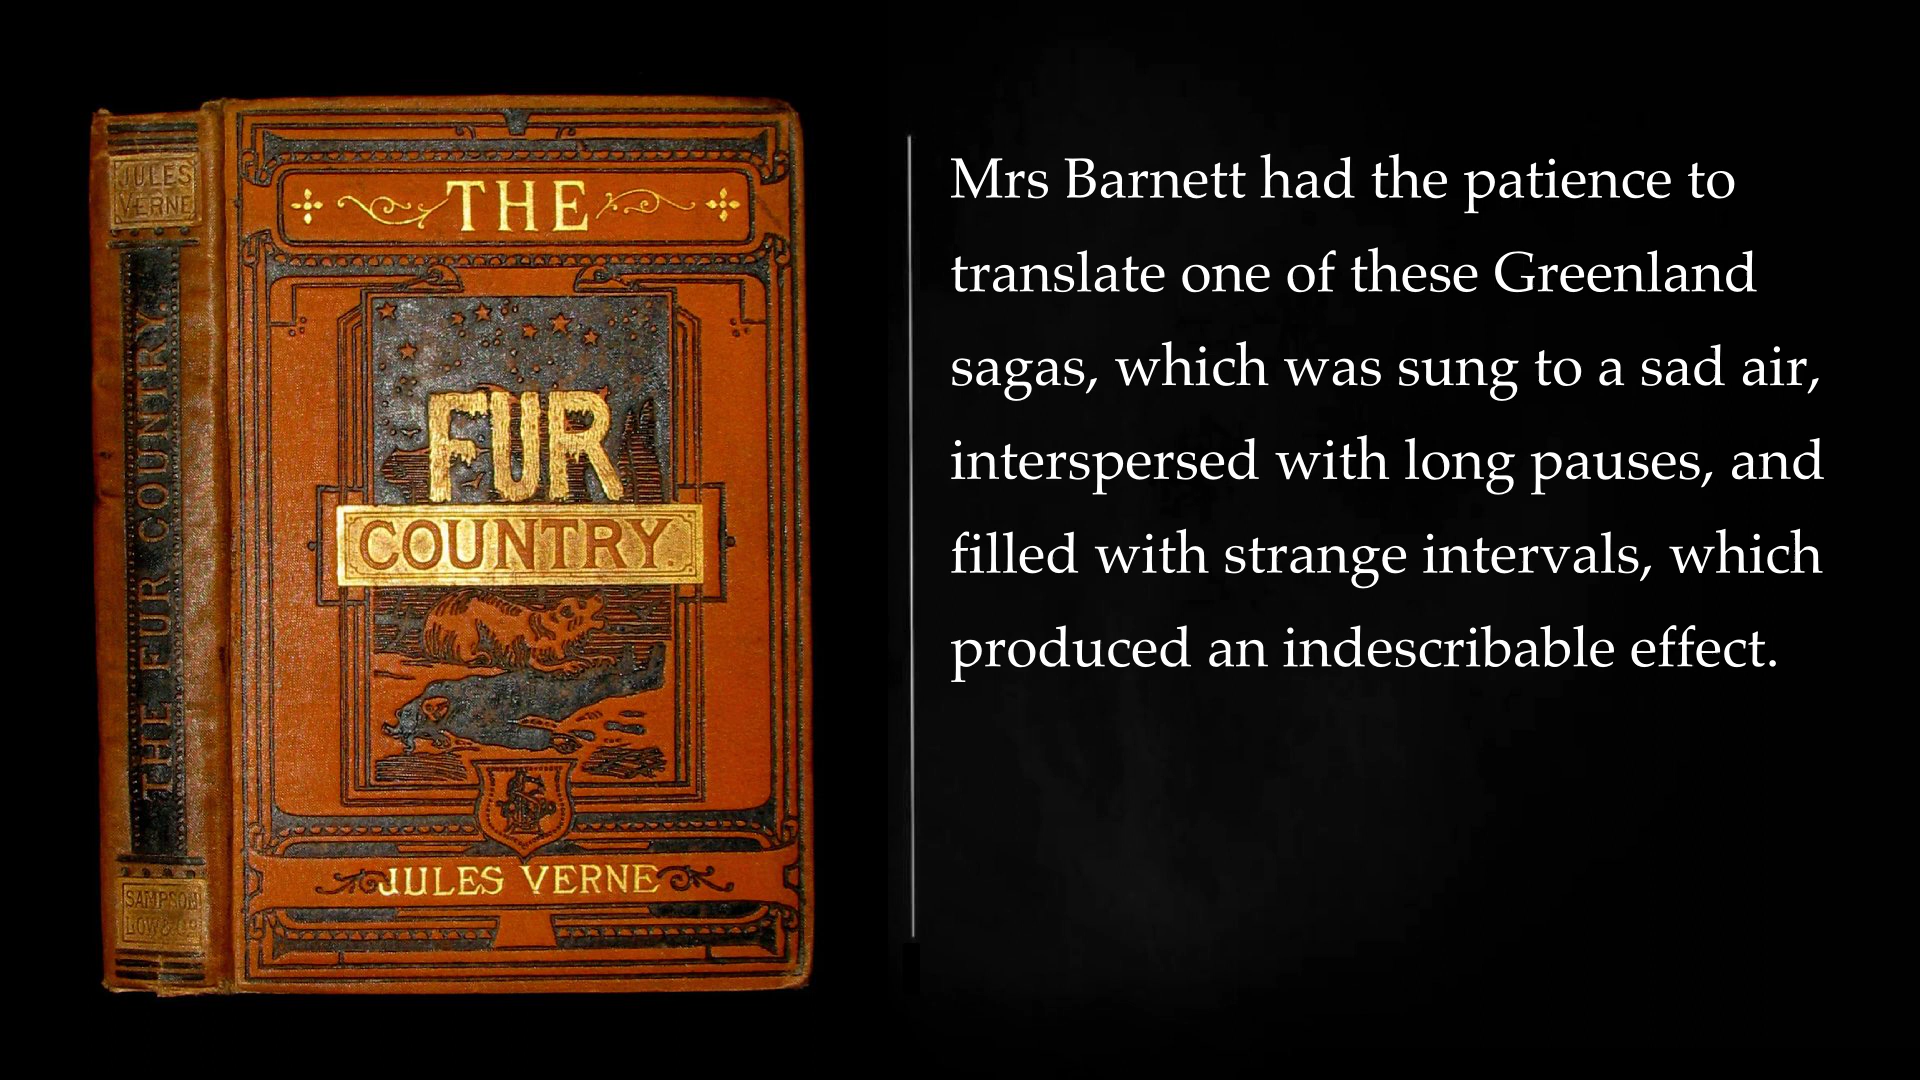 JULES
VERNE
THE FUR COUNTRY.
SAMPSON
LOW & Co
THE
FUR
COUNTRY.
JULES VERNE
Mrs Barnett had the patience to
translate one of these Greenland
sagas, which was sung to a sad air,
interspersed with long pauses, and
filled with strange intervals, which
produced an indescribable effect.